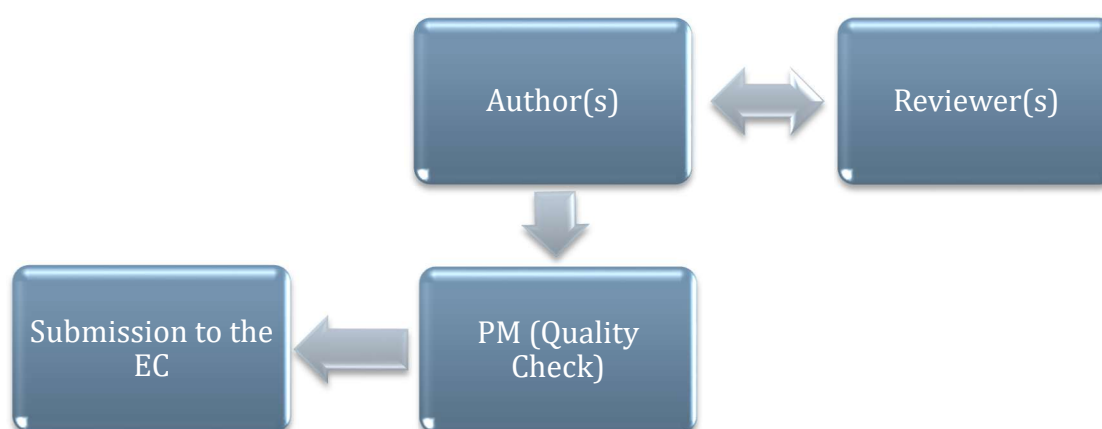 Author(s)
Reviewer(s)
Submission to the
EC
PM (Quality
Check)